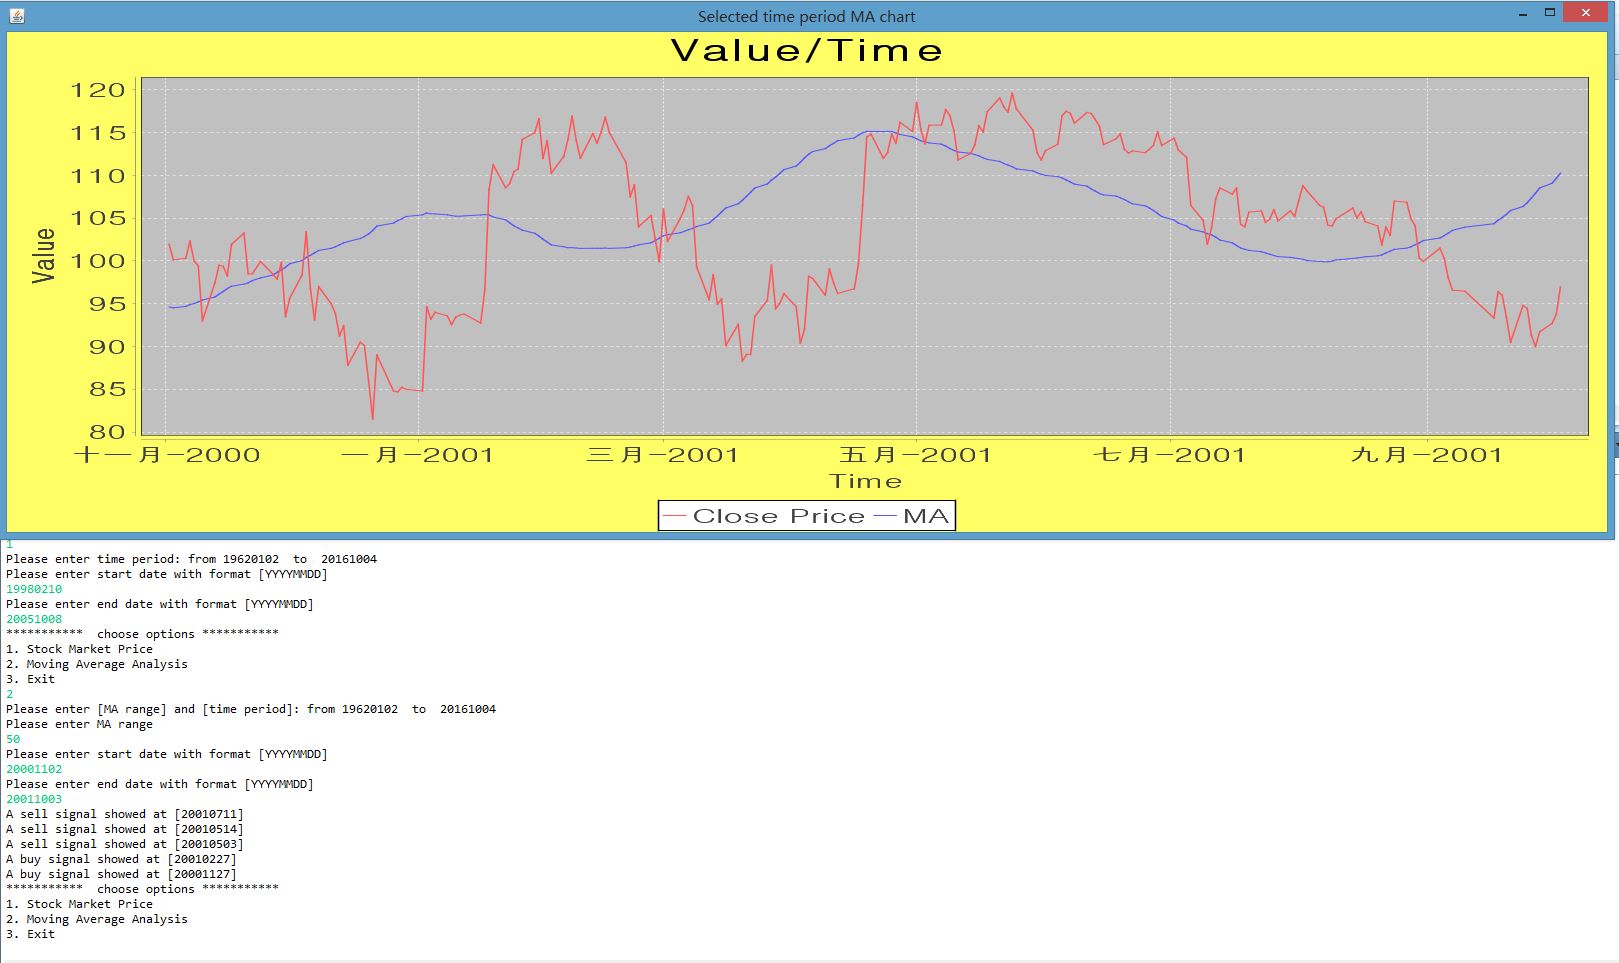 Selected time period MA chart
Value/Time
120
115
110
105
100
95
90
85
80
Value
十一月-2000 一月-2001 三月-2001 五月-2001 七月-2001 九月-2001
Time
Close Price MA
1
Please enter time period: from 19620102 to 20161004
Please enter start date with format [YYYYMMDD]
19980210
Please enter end date with format [YYYYMMDD]
20051008
*********** choose options ***********
1. Stock Market Price
2. Moving Average Analysis
3. Exit
2
Please enter [MA range] and [time period]: from 19620102 to 20161004
Please enter MA range
50
Please enter start date with format [YYYYMMDD]
20001102
Please enter end date with format [YYYYMMDD]
20011003
A sell signal showed at [20010711]
A sell signal showed at [20010514]
A sell signal showed at [20010503]
A buy signal showed at [20010227]
A buy signal showed at [20001127]
*********** choose options ***********
1. Stock Market Price
2. Moving Average Analysis
3. Exit